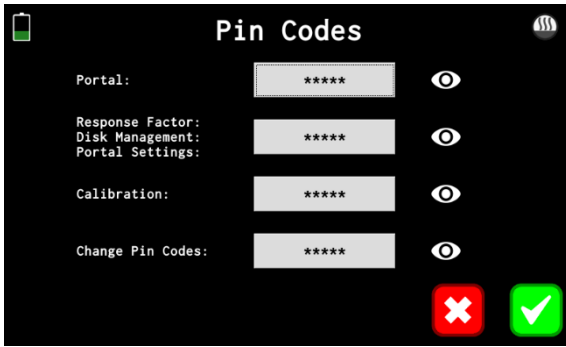 Pin Codes
Portal:
*****
Response Factor:
Disk Management:
Portal Settings:
*****
Calibration:
*****
Change Pin Codes:
*****